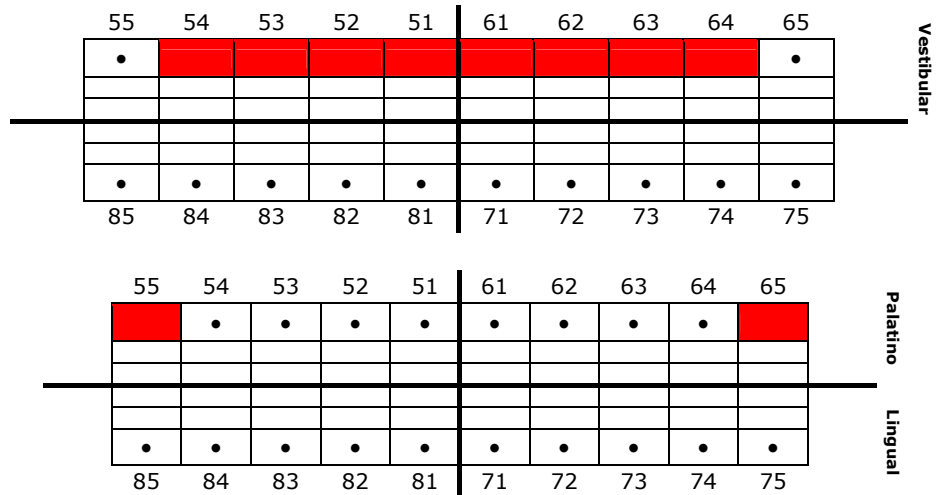 55 54 53 52 51 61 62 63 64 65
Vestibular
85 84 83 82 81 71 72 73 74 75
55 54 53 52 51 61 62 63 64 65
Palatino
Lingual
85 84 83 82 81 71 72 73 74 75